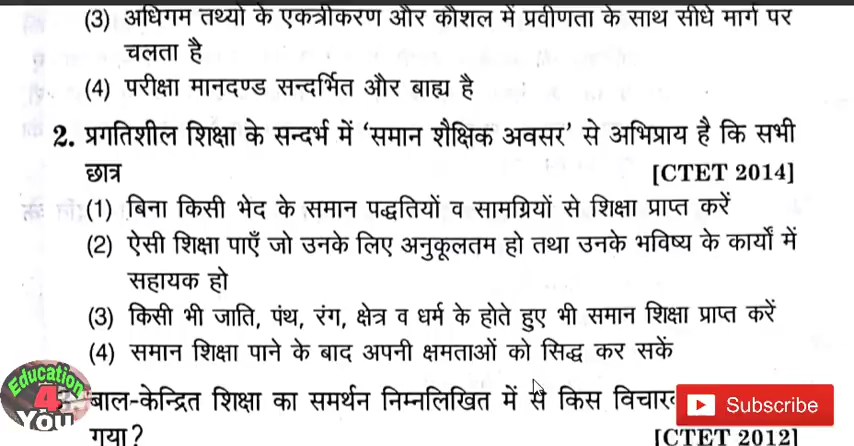 (3) अधिगम तथ्यों के एकत्रीकरण और कौशल में प्रवीणता के साथ सीधे मार्ग पर
चलता है
(4) परीक्षा मानदण्ड सन्दर्भित और बाह्य है
2. प्रगतिशील शिक्षा के सन्दर्भ में ‘समान शैक्षिक अवसर’ से अभिप्राय है कि सभी
छात्र [CTET 2014]
(1) बिना किसी भेद के समान पद्धतियों व सामग्रियों से शिक्षा प्राप्त करें
(2) ऐसी शिक्षा पाएँ जो उनके लिए अनुकूलतम हो तथा उनके भविष्य के कार्यों में
सहायक हो
(3) किसी भी जाति, पंथ, रंग, क्षेत्र व धर्म के होते हुए भी समान शिक्षा प्राप्त करें
(4) समान शिक्षा पाने के बाद अपनी क्षमताओं को सिद्ध कर सकें
बाल-केन्द्रित शिक्षा का समर्थन निम्नलिखित में से किस
गया? [CTET 2012]
Education
4
You
Subscribe